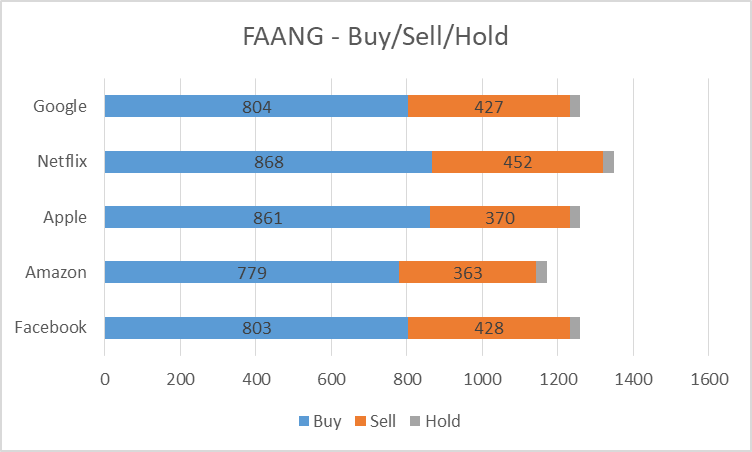 FAANG - Buy/Sell/Hold
Google 804 427
Netflix 868 452
Apple 861 370
Amazon 779 363
Facebook 803 428
0 200 400 600 800 1000 1200 1400 1600
Buy Sell Hold